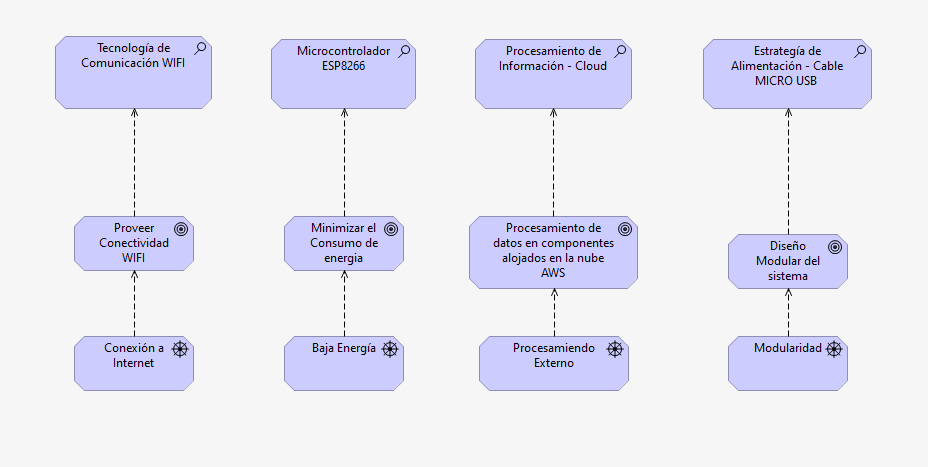 Tecnología de
Comunicación WIFI
Microcontrolador
ESP8266
Procesamiento de
Información - Cloud
Estrategía de
Alimentación - Cable
MICRO USB
Proveer
Conectividad
WIFI
Minimizar el
Consumo de
energia
Procesamiento de
datos en componentes
alojados en la nube
AWS
Diseño
Modular del
sistema
Conexión a
Internet
Baja Energía
Procesamiendo
Externo
Modularidad